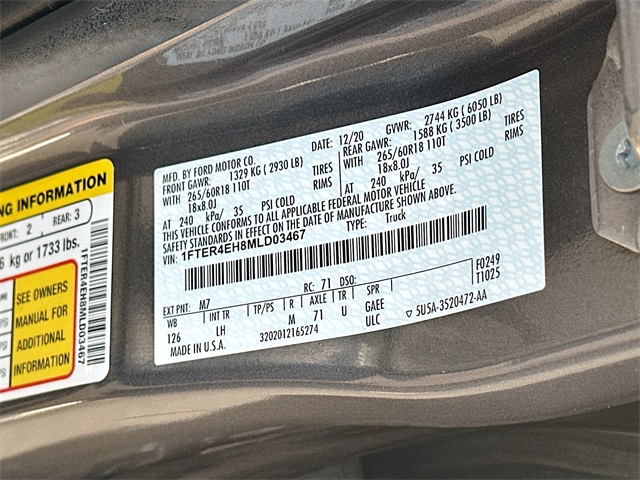 MFD. BY FORD MOTOR CO.
DATE: 12/20
GVWR: 2744 KG (6050 LB)
FRONT GAWR: 1329 KG (2930 LB)
REAR GAWR: 1588 KG (3500 LB)
WITH 265/60R18 110T TIRES
WITH 265/60R18 110T TIRES
18x8.0J RIMS
18x8.0J RIMS
AT 240 kPa/ 35 PSI COLD
AT 240 kPa/ 35 PSI COLD
THIS VEHICLE CONFORMS TO ALL APPLICABLE FEDERAL MOTOR VEHICLE
SAFETY STANDARDS IN EFFECT ON THE DATE OF MANUFACTURE SHOWN ABOVE.
VIN: 1FTER4EH8MLD03467
TYPE: Truck
F0249
T1025
EXT PNT: M7 RC: 71 DSO:
WB INT TR TP/PS R AXLE TR SPR
126 LH M 71 U GAEE
MADE IN U.S.A. 3202012165274 ULC
▽ 5U5A-3520472-AA
NG INFORMATION
FRONT: 2 REAR: 3
6 kg or 1733 lbs.
SEE OWNERS
MANUAL FOR
ADDITIONAL
INFORMATION
1FTER4EH8MLD03467